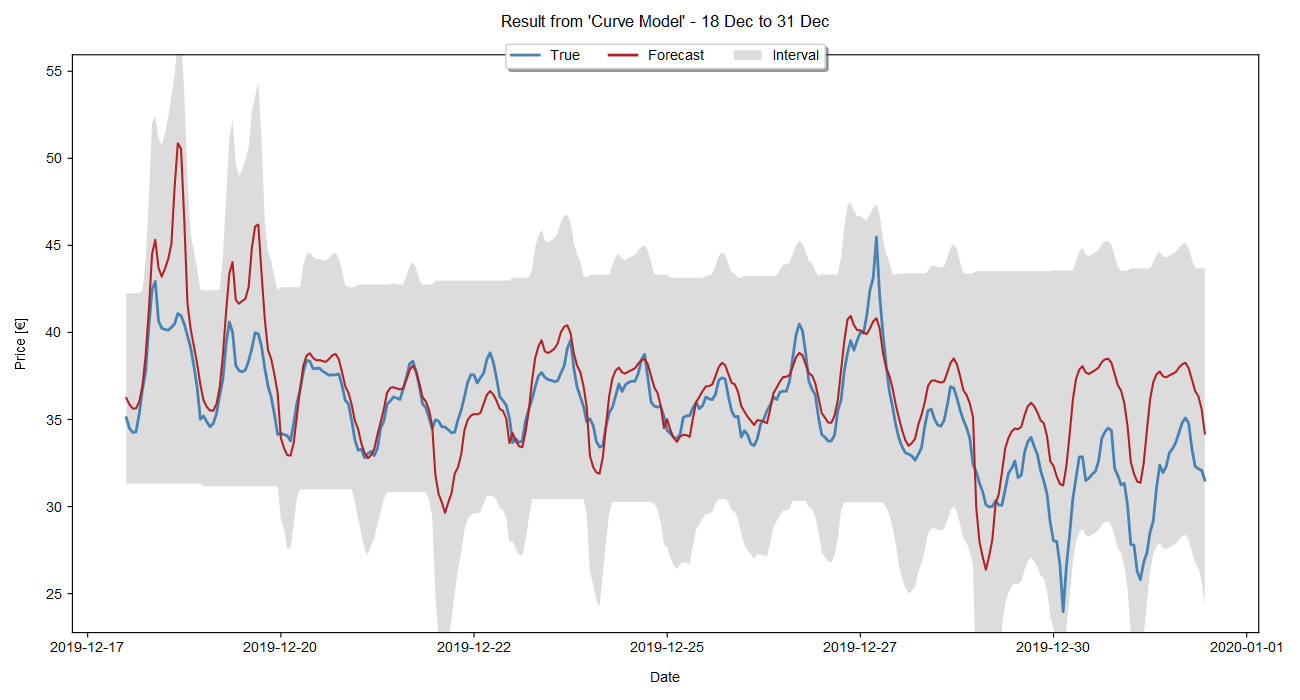 Result from 'Curve Model' - 18 Dec to 31 Dec
True Forecast Interval
55
50
45
40
35
30
25
Price [€]
2019-12-17 2019-12-20 2019-12-22 2019-12-25 2019-12-27 2019-12-30 2020-01-01
Date